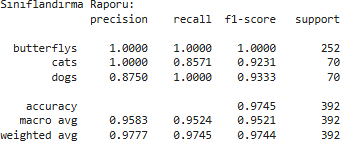 Sınıflandırma Raporu:
precision recall f1-score support
butterflys 1.0000 1.0000 1.0000 252
cats 1.0000 0.8571 0.9231 70
dogs 0.8750 1.0000 0.9333 70
accuracy 0.9745 392
macro avg 0.9583 0.9524 0.9521 392
weighted avg 0.9777 0.9745 0.9744 392